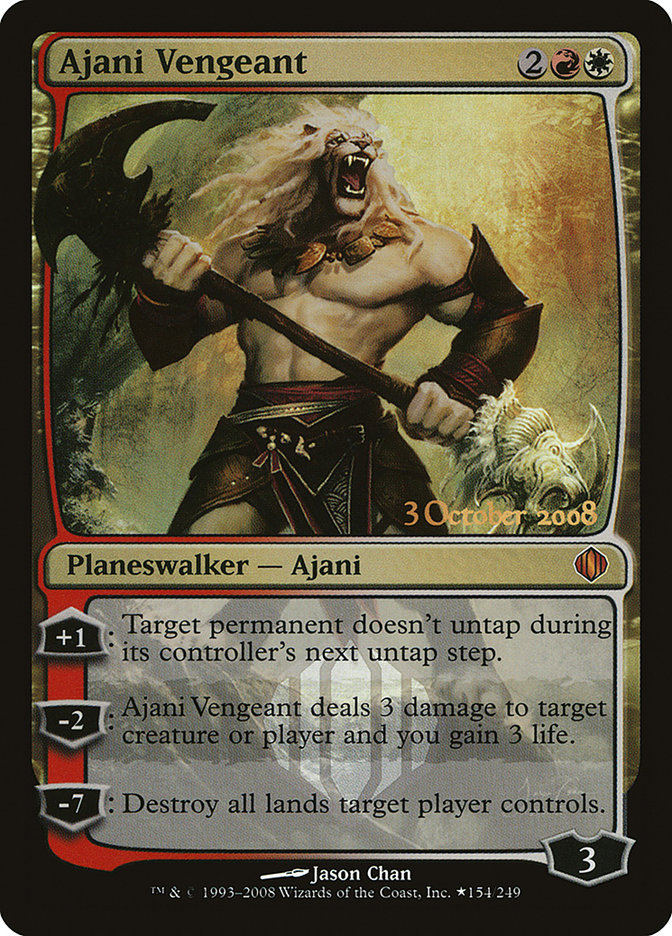 Ajani Vengeant 2
3 October 2008
Planeswalker — Ajani
+1 : Target permanent doesn't untap during
its controller's next untap step.
-2 : Ajani Vengeant deals 3 damage to target
creature or player and you gain 3 life.
-7 : Destroy all lands target player controls.
3
Jason Chan
™ & © 1993–2008 Wizards of the Coast, Inc. ★154/249